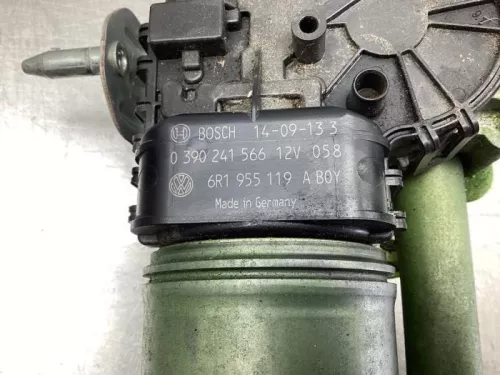 BOSCH 14-09-13 3
0 390 241 566 12V 058
6R1 955 119 A BOY
Made in Germany